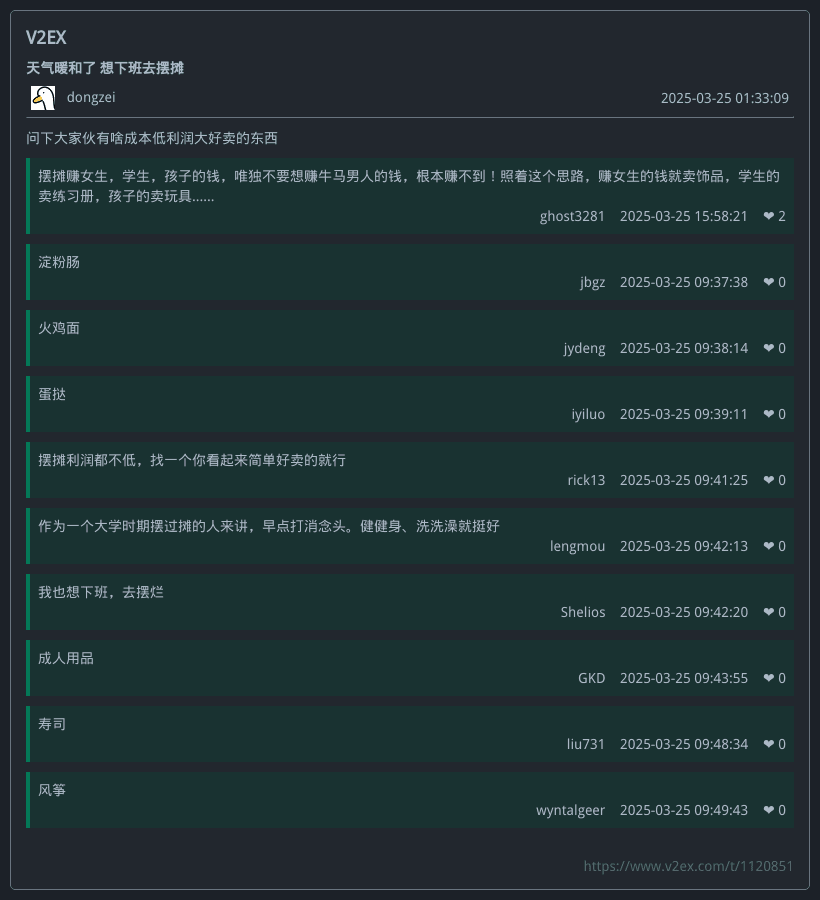 V2EX
天气暖和了 想下班去摆摊
dongzei
2025-03-25 01:33:09
问下大家伙有啥成本低利润大好卖的东西
摆摊赚女生，学生，孩子的钱，唯独不要想赚牛马男人的钱，根本赚不到！照着这个思路，赚女生的钱就卖饰品，学生的
卖练习册，孩子的卖玩具......
ghost3281 2025-03-25 15:58:21 ❤ 2
淀粉肠
jbgz 2025-03-25 09:37:38 ❤ 0
火鸡面
jydeng 2025-03-25 09:38:14 ❤ 0
蛋挞
iyiluo 2025-03-25 09:39:11 ❤ 0
摆摊利润都不低，找一个你看起来简单好卖的就行
rick13 2025-03-25 09:41:25 ❤ 0
作为一个大学时期摆过摊的人来讲，早点打消念头。健健身、洗洗澡就挺好
lengmou 2025-03-25 09:42:13 ❤ 0
我也想下班，去摆烂
Shelios 2025-03-25 09:42:20 ❤ 0
成人用品
GKD 2025-03-25 09:43:55 ❤ 0
寿司
liu731 2025-03-25 09:48:34 ❤ 0
风筝
wyntalgeer 2025-03-25 09:49:43 ❤ 0
https://www.v2ex.com/t/1120851